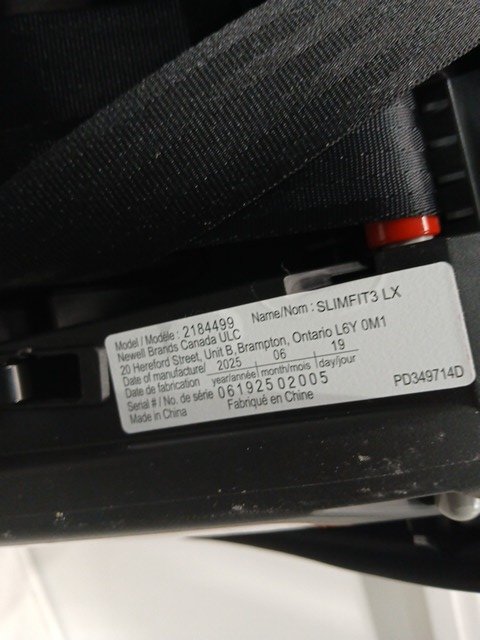 Model / Modèle : 2184499 Name/Nom : SLIMFIT3 LX
Newell Brands Canada ULC
20 Hereford Street, Unit B, Brampton, Ontario L6Y 0M1
Date of manufacture/ 2025 06 19
Date de fabrication year/année month/mois day/jour
Serial # / No. de série 06192502005
Made in China Fabriqué en Chine PD349714D